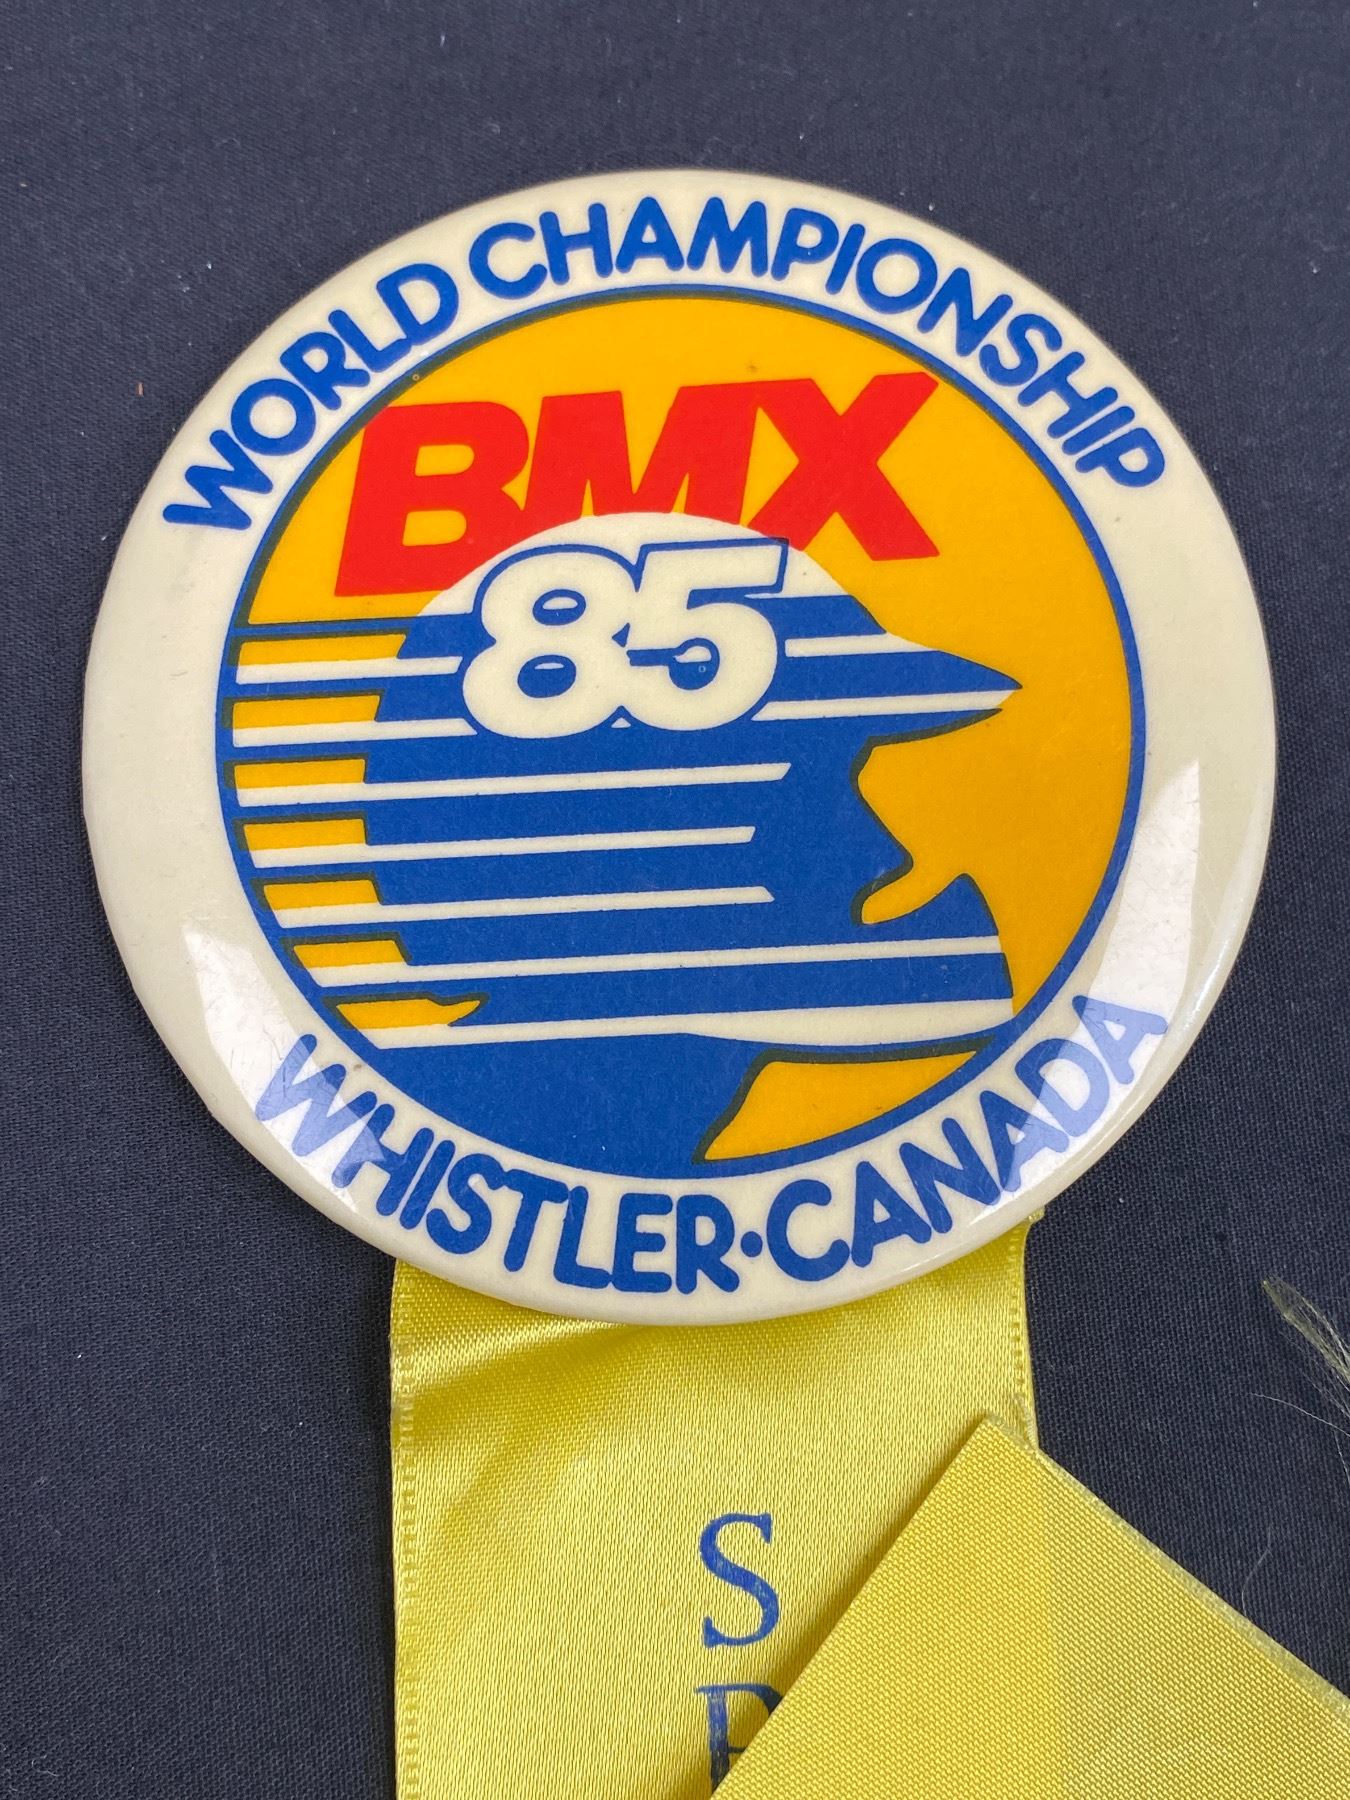 WORLD CHAMPIONSHIP
BMX
85
WHISTLER·CANADA
S